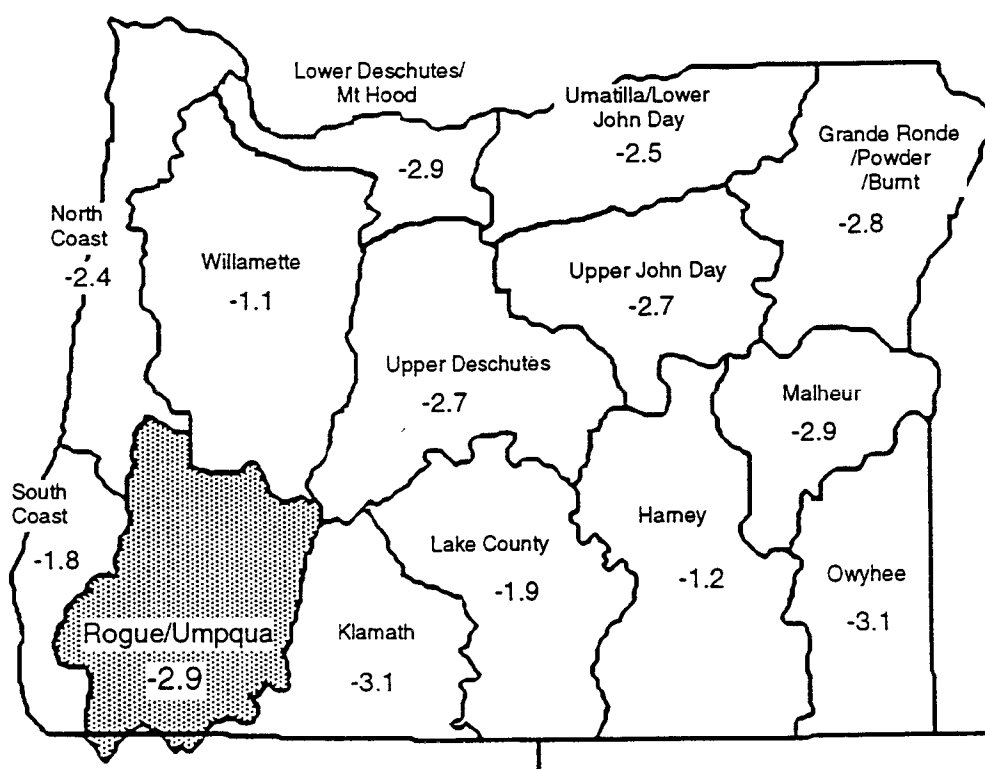 Lower Deschutes/
Mt Hood
-2.9
Umatilla/Lower
John Day
-2.5
Grande Ronde
/Powder
/Burnt
-2.8
North
Coast
-2.4
Willamette
-1.1
Upper John Day
-2.7
Upper Deschutes
-2.7
Malheur
-2.9
South
Coast
-1.8
Rogue/Umpqua
-2.9
Klamath
-3.1
Lake County
-1.9
Harney
-1.2
Owyhee
-3.1